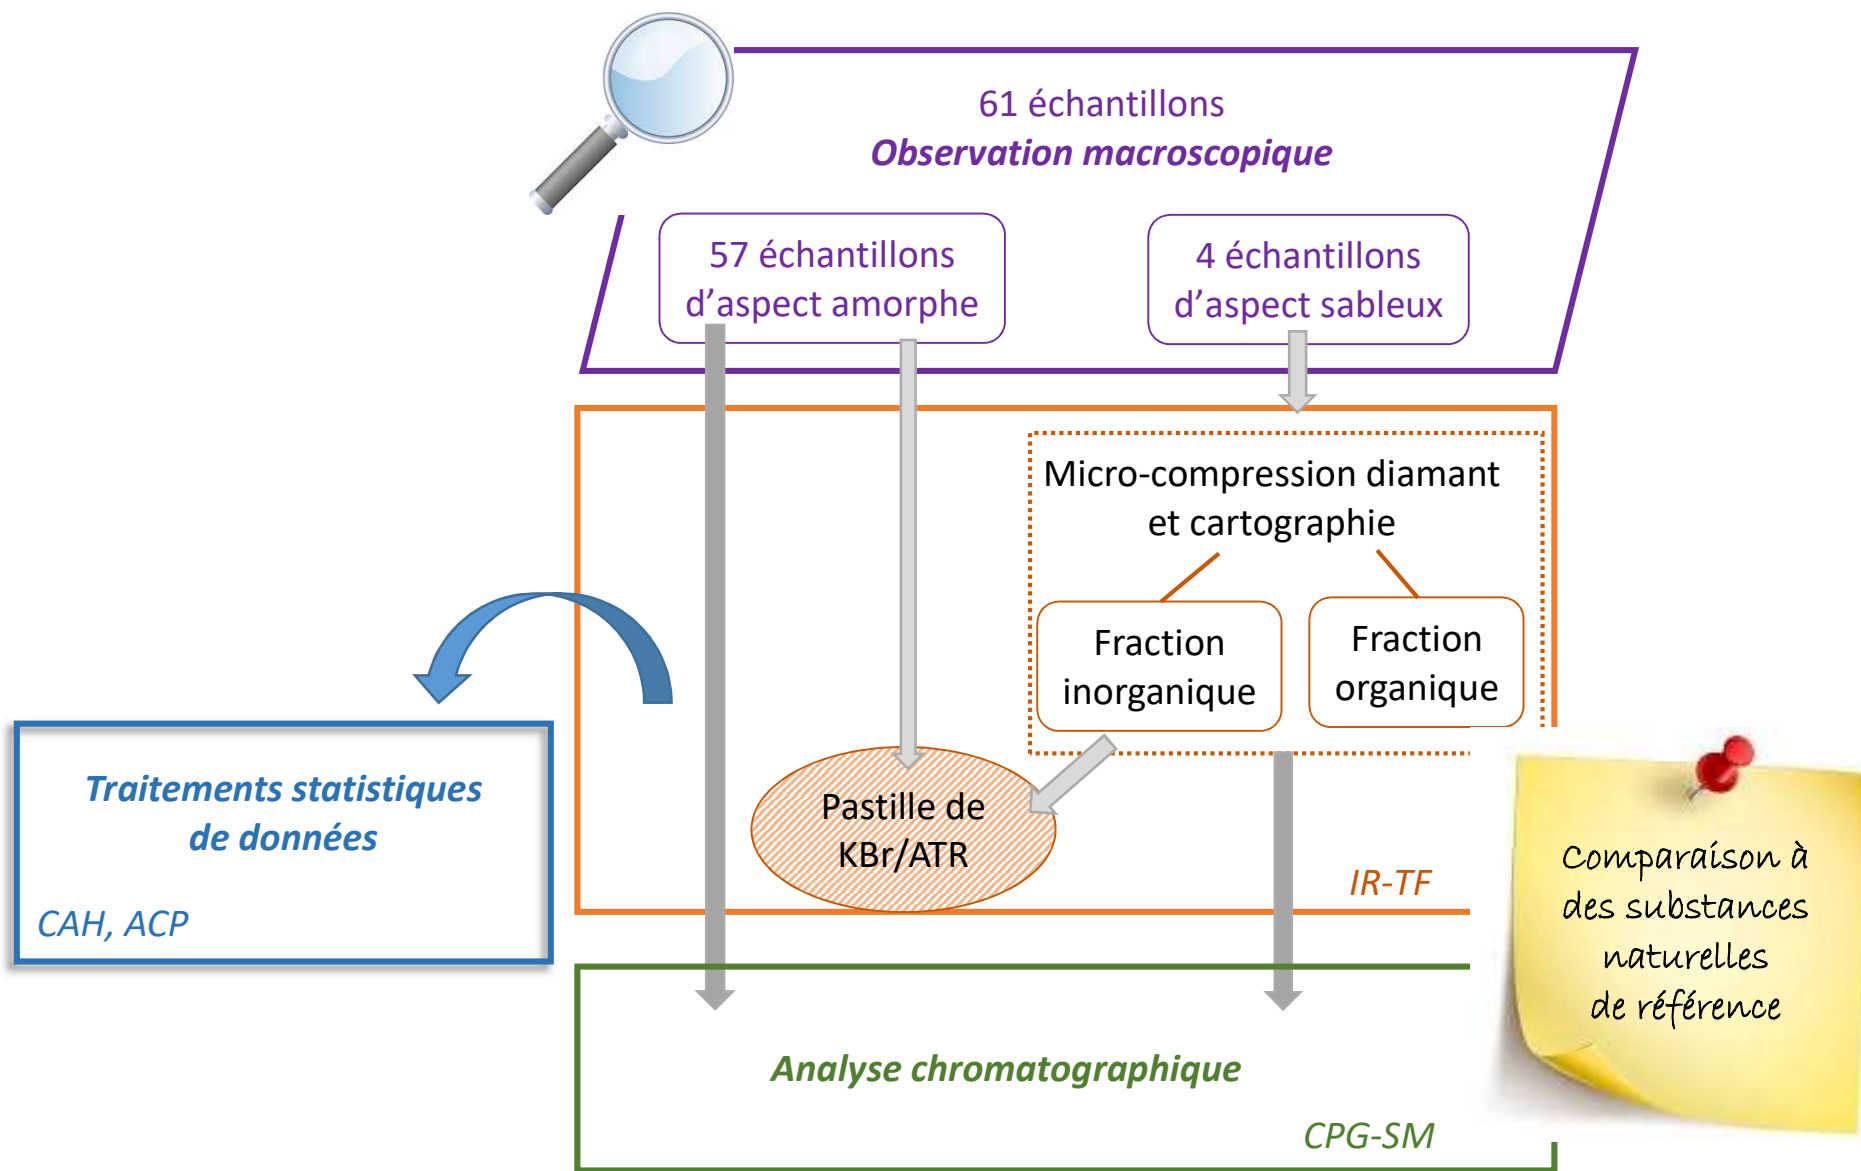 61 échantillons
Observation macroscopique
57 échantillons
d’aspect amorphe
4 échantillons
d’aspect sableux
Micro-compression diamant
et cartographie
Fraction
inorganique
Fraction
organique
Pastille de
KBr/ATR
IR-TF
Traitements statistiques
de données
CAH, ACP
Comparaison à
des substances
naturelles
de référence
Analyse chromatographique
CPG-SM